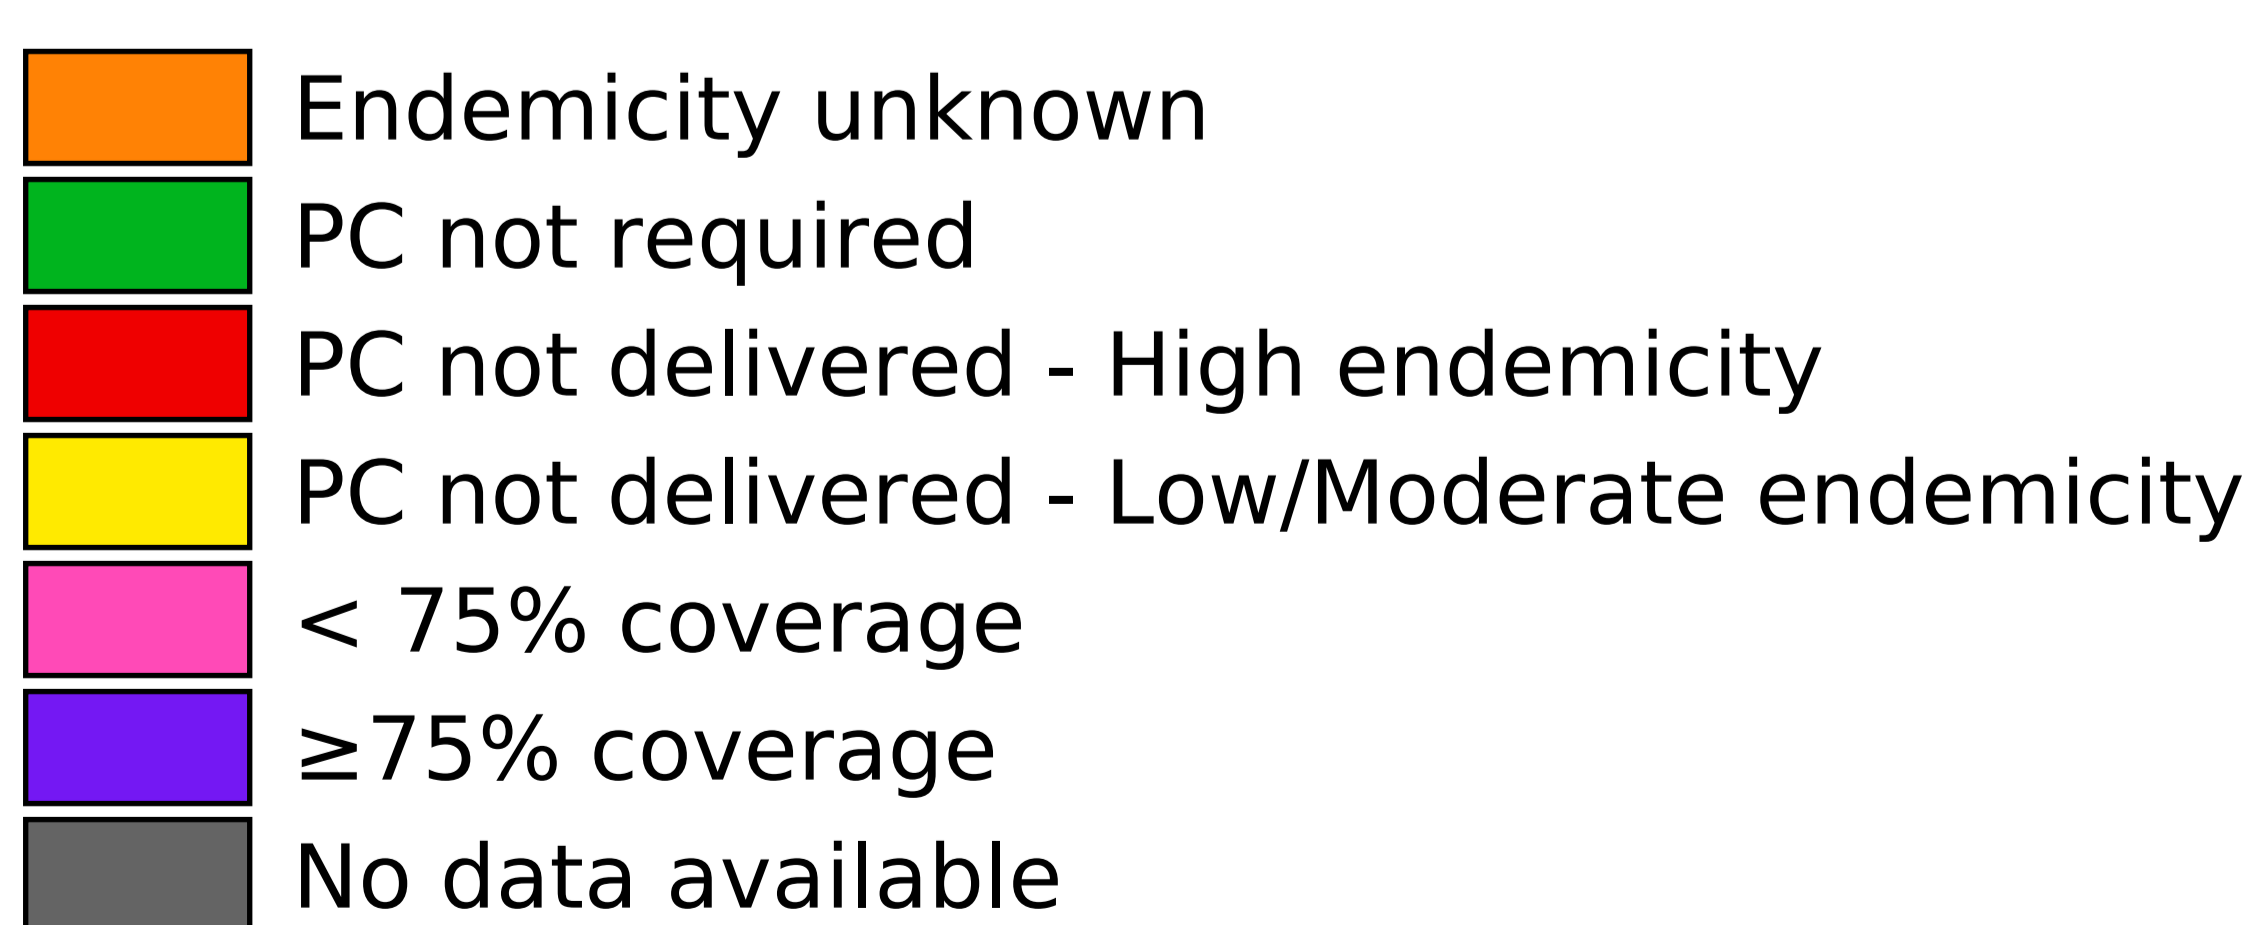 Endemicity unknown
PC not required
PC not delivered - High endemicity
PC not delivered - Low/Moderate endemicity
< 75% coverage
≥75% coverage
No data available